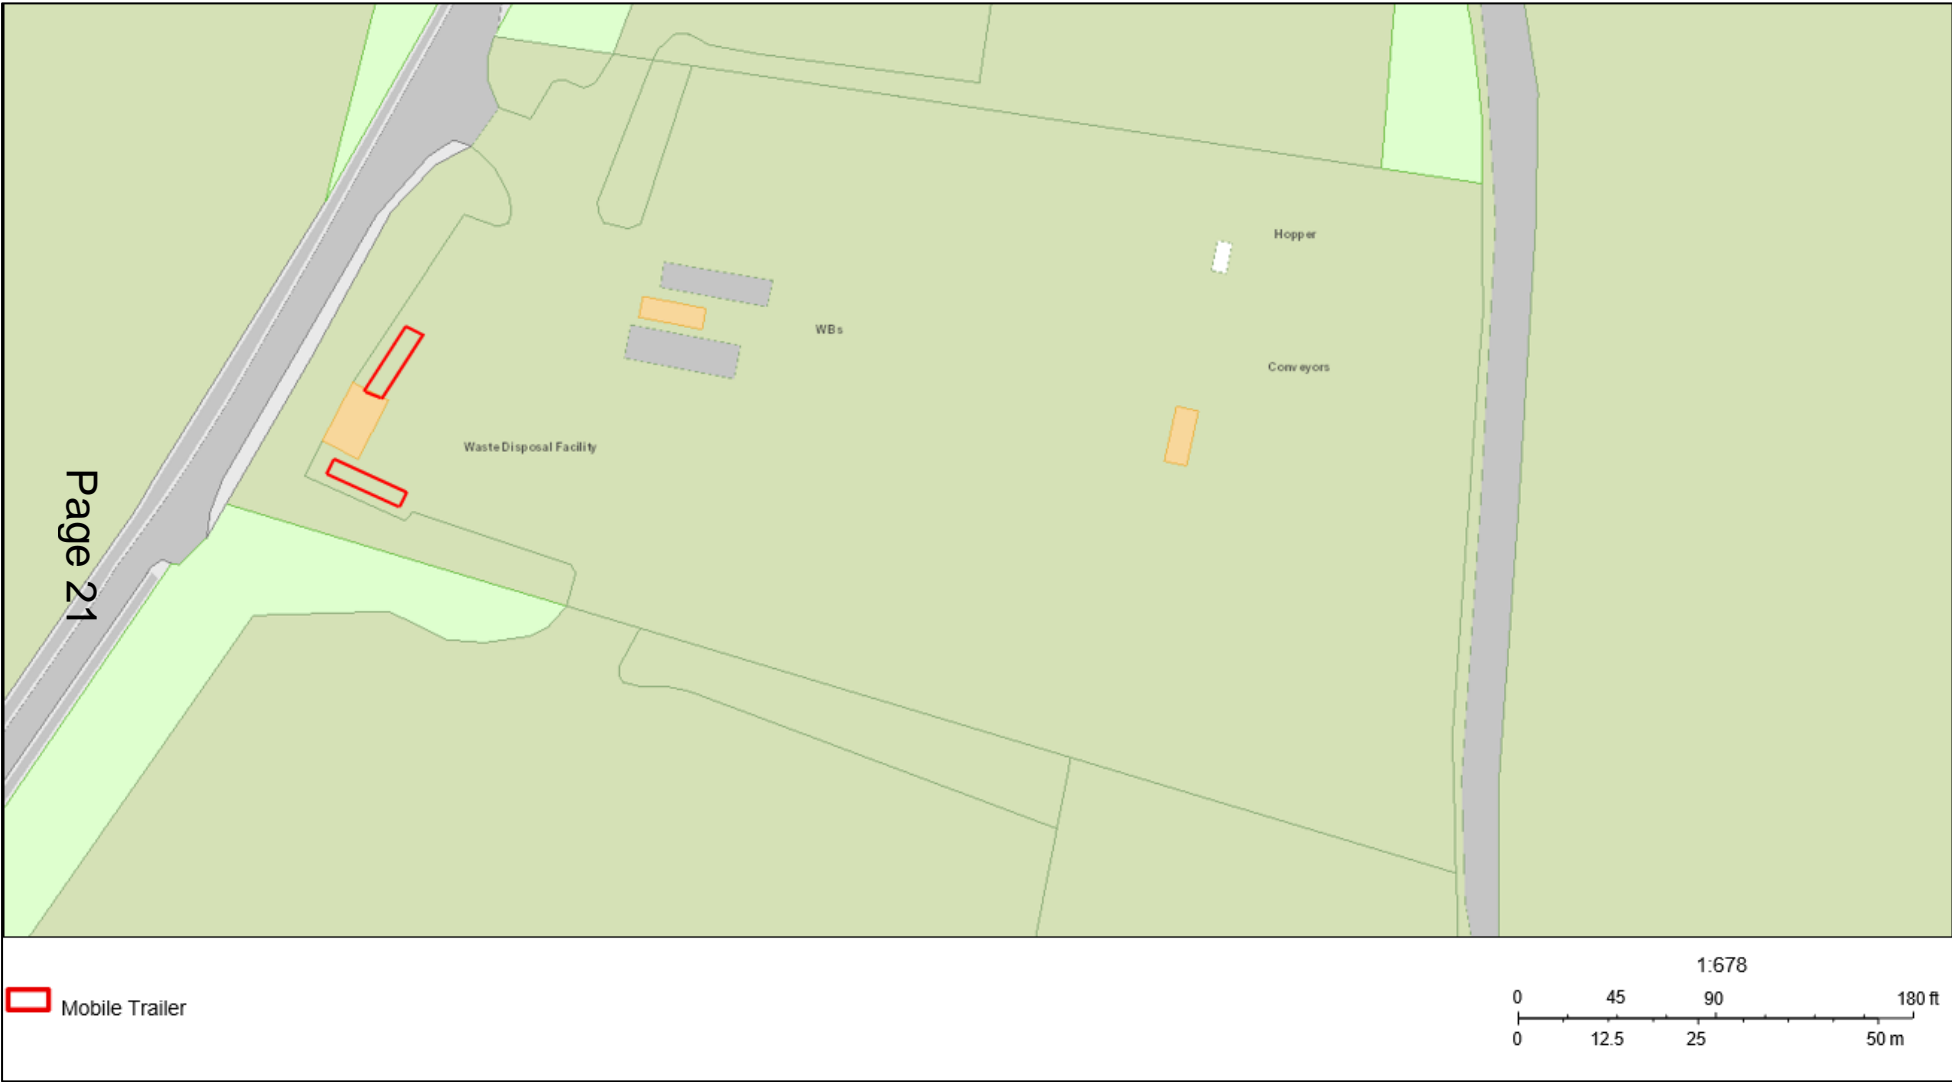 Hopper
WBs
Conveyors
Waste Disposal Facility
Page 21
Mobile Trailer
1:678
0 45 90 180 ft
0 12.5 25 50 m